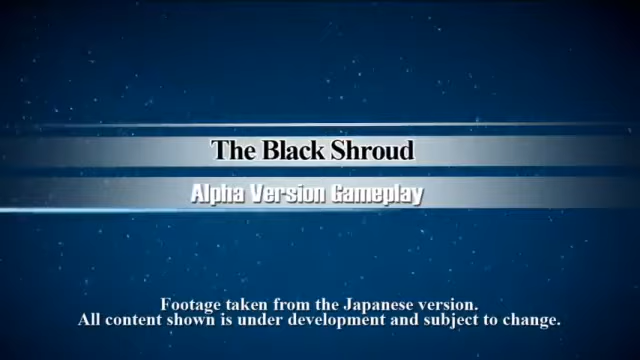 The Black Shroud
Alpha Version Gameplay
Footage taken from the Japanese version.
All content shown is under development and subject to change.